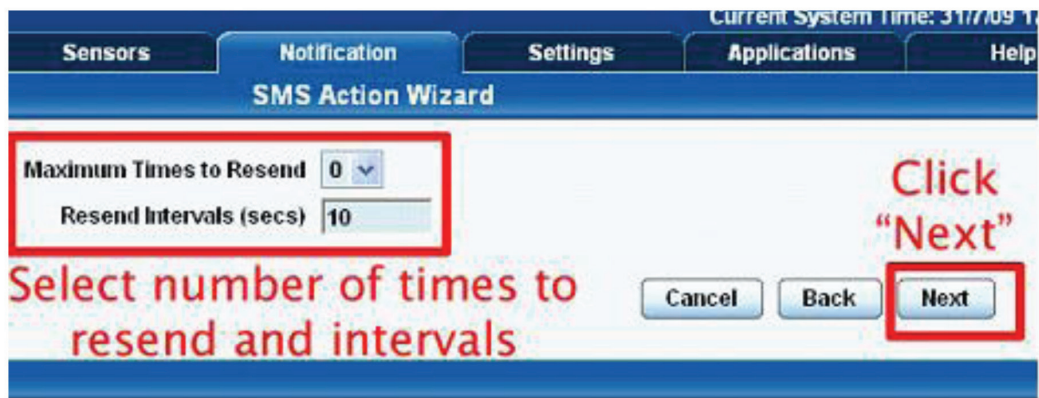 Current System Time: 31/7/09
Sensors Notification Settings Applications Help
SMS Action Wizard
Maximum Times to Resend 0
Resend Intervals (secs) 10
Click
“Next”
Select number of times to
resend and intervals
Cancel Back Next